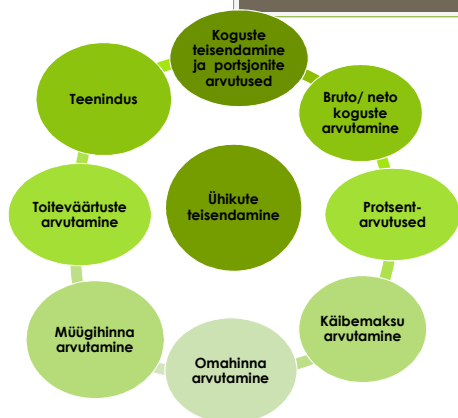 Koguste
teisendamine
ja portsjonite
arvutused
Bruto/ neto
koguste
arvutamine
Protsent-
arvutused
Käibemaksu
arvutamine
Omahinna
arvutamine
Müügihinna
arvutamine
Toiteväärtuste
arvutamine
Teenindus
Ühikute
teisendamine